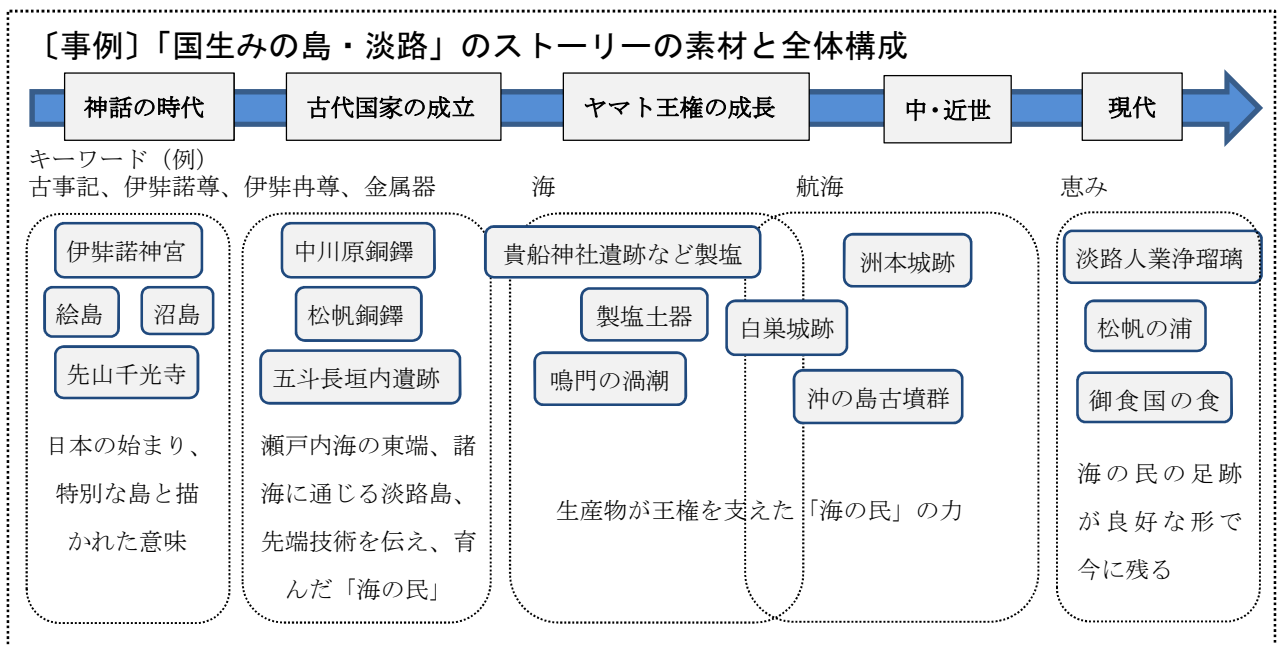 〔事例〕「国生みの島・淡路」のストーリーの素材と全体構成
神話の時代
古代国家の成立
ヤマト王権の成長
中・近世
現代
キーワード（例）
古事記、伊弉諾尊、伊弉冉尊、金属器
海
航海
恵み
伊弉諾神宮
絵島
沼島
先山千光寺
日本の始まり、
特別な島と描
かれた意味
中川原銅鐸
松帆銅鐸
五斗長垣内遺跡
瀬戸内海の東端、諸
海に通じる淡路島、
先端技術を伝え、育
んだ「海の民」
貴船神社遺跡など製塩
製塩土器
鳴門の渦潮
白巣城跡
洲本城跡
沖の島古墳群
生産物が王権を支えた「海の民」の力
淡路人業浄瑠璃
松帆の浦
御食国の食
海の民の足跡
が良好な形で
今に残る